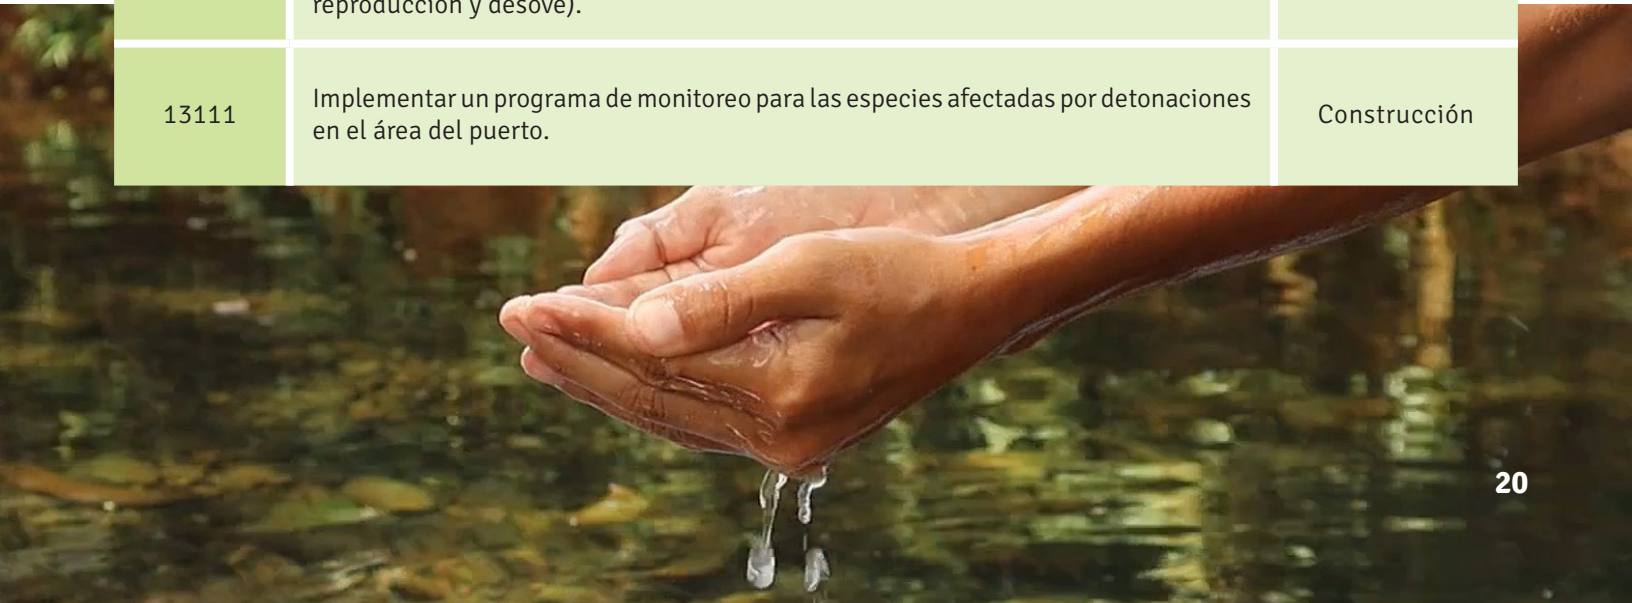 reproducción y desove).
13111
Implementar un programa de monitoreo para las especies afectadas por detonaciones
en el área del puerto.
Construcción
20